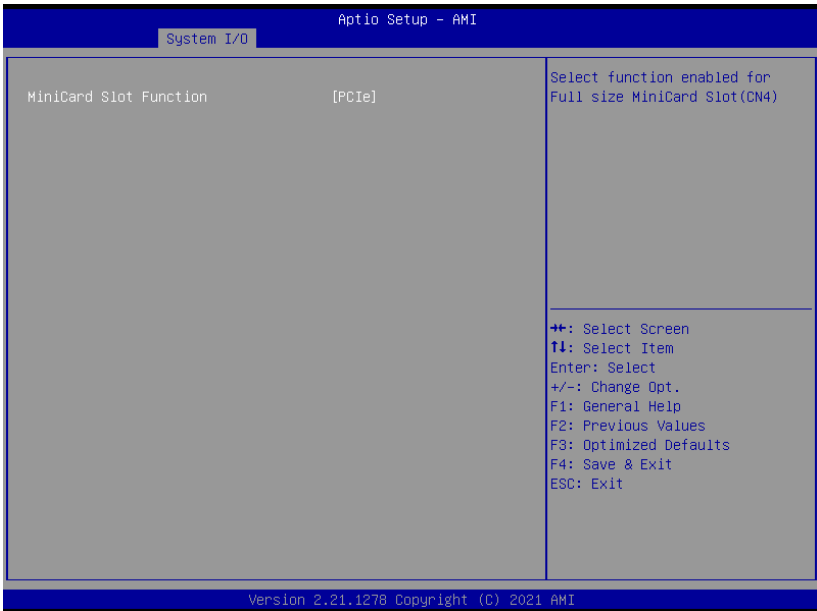 Aptio Setup – AMI
System I/O
MiniCard Slot Function [PCIe]
Select function enabled for
Full size MiniCard Slot(CN4)
→←: Select Screen
↑↓: Select Item
Enter: Select
+/-: Change Opt.
F1: General Help
F2: Previous Values
F3: Optimized Defaults
F4: Save & Exit
ESC: Exit
Version 2.21.1278 Copyright (C) 2021 AMI